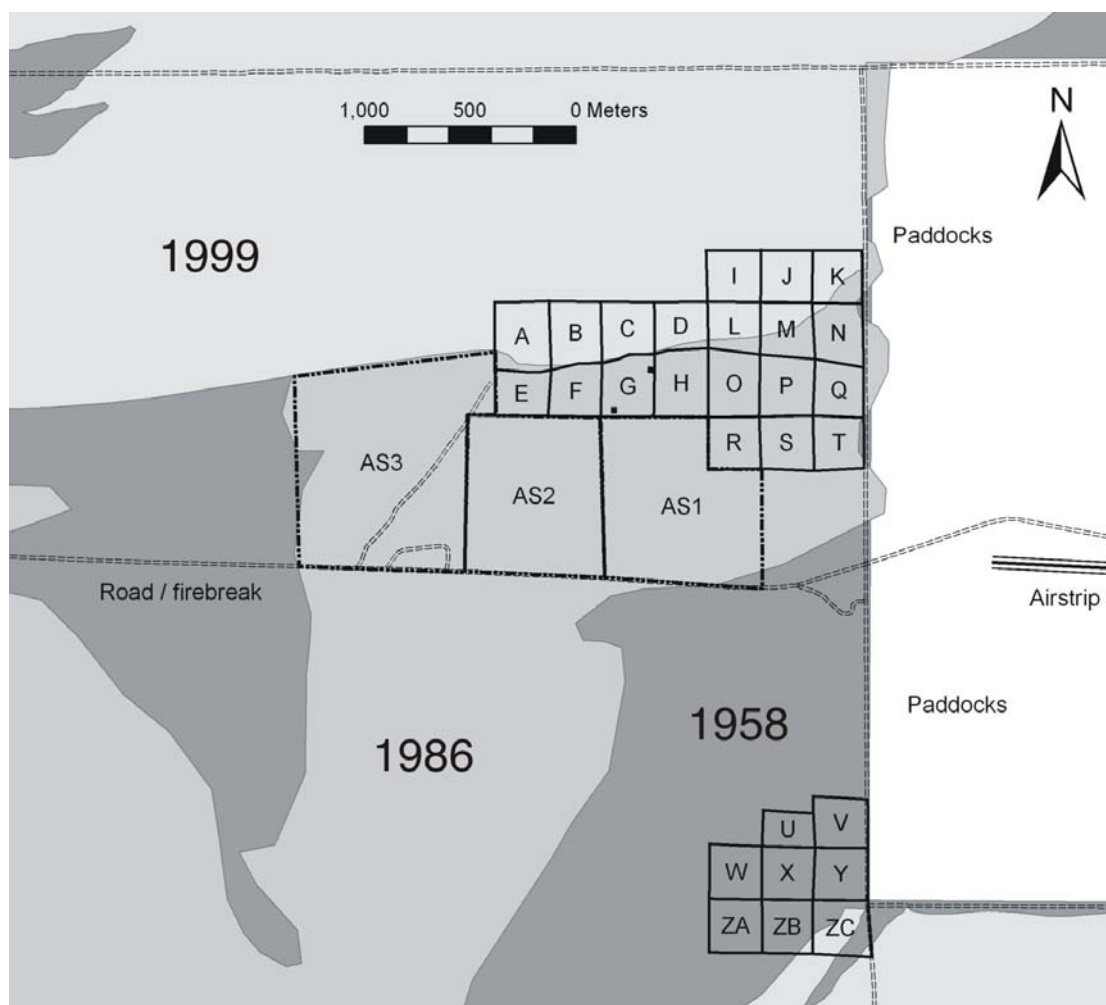 1,000 500 0 Meters
N
Paddocks
1999
I J K
A B C D L M N
E F G H O P Q
R S T
AS3
AS2
AS1
Road / firebreak
Airstrip
Paddocks
1958
1986
V
U
W X Y
ZA ZB ZC